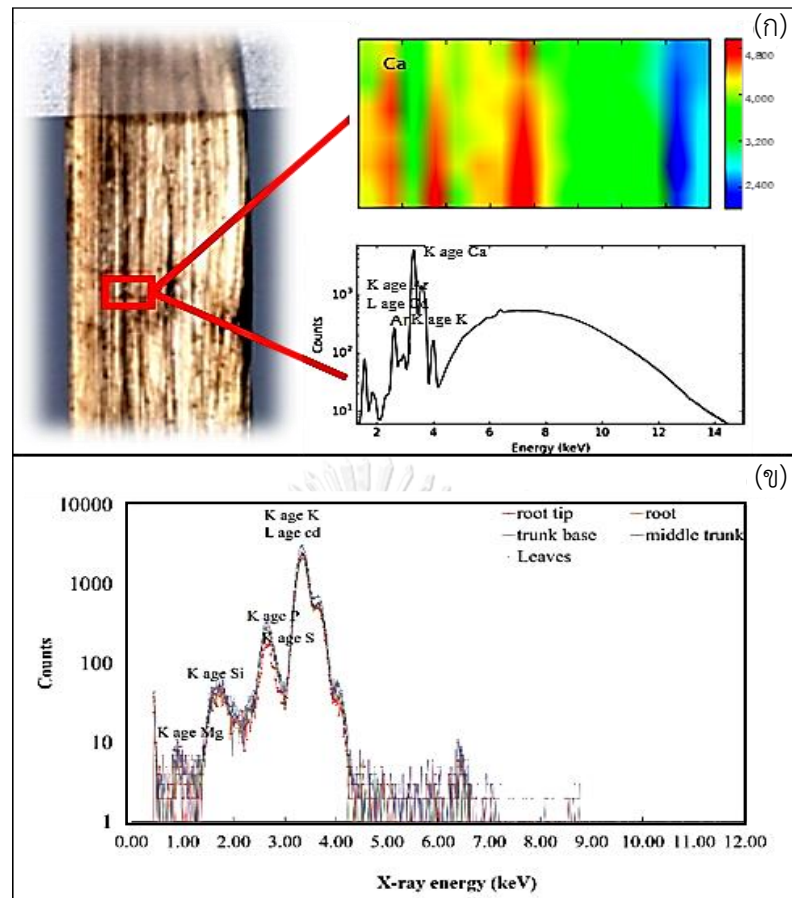 (ก)
Ca
4,800
4,000
3,200
2,400
K age Ca
K age Ar
L age Cd
Ar K age K
Counts
10³
10²
10¹
2 4 6 8 10 12 14
Energy (keV)
(ข)
K age K
L age cd
root tip root
trunk base middle trunk
Leaves
K age P
K age S
K age Si
K age Mg
Counts
10000
1000
100
10
1
0.00 1.00 2.00 3.00 4.00 5.00 6.00 7.00 8.00 9.00 10.00 11.00 12.00
X-ray energy (keV)